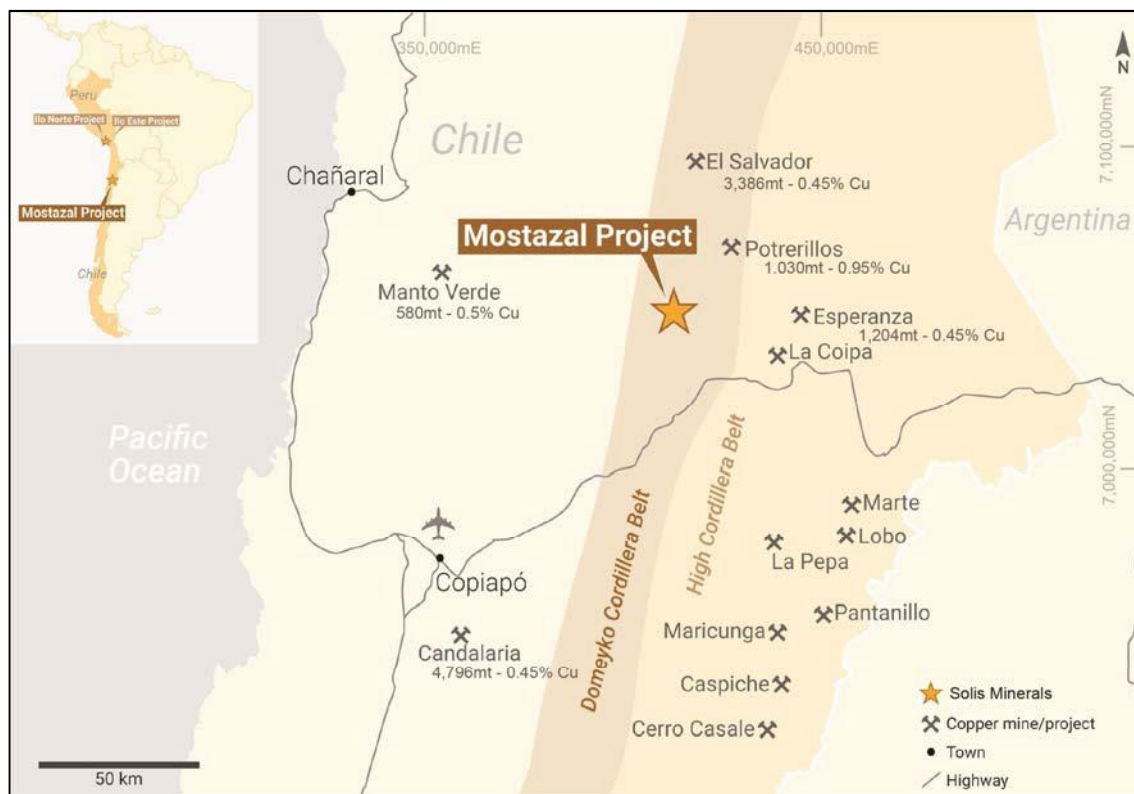 Peru
Ilo Norte Project
Ilo Este Project
Mostazal Project
Chile
350,000mE
450,000mE
N
7,100,000mN
7,000,000mN
Chile
Argentina
Pacific
Ocean
Chañaral
El Salvador
3,386mt - 0.45% Cu
Mostazal Project
Potrerillos
1.030mt - 0.95% Cu
Manto Verde
580mt - 0.5% Cu
Esperanza
1,204mt - 0.45% Cu
La Coipa
Domeyko Cordillera Belt
High Cordillera Belt
Marte
Lobo
La Pepa
Copiapó
Pantanillo
Maricunga
Candalaria
4,796mt - 0.45% Cu
Caspiche
Cerro Casale
Solis Minerals
Copper mine/project
Town
Highway
50 km